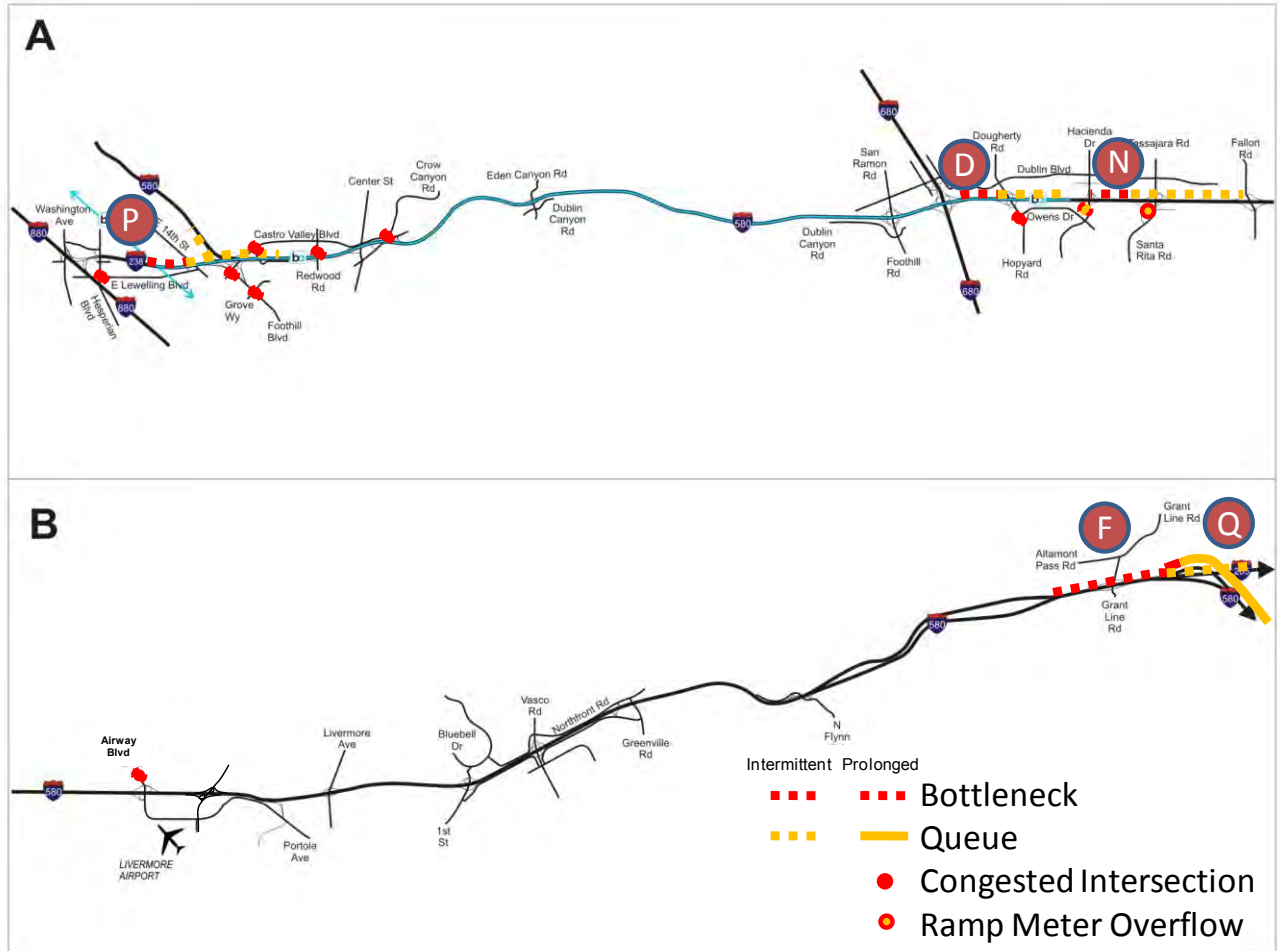 A
680
Dougherty
Rd
Hacienda
Dr
Tassajara Rd
Fallon
Rd
San
Ramon
Rd
D
N
Dublin Blvd
Crow
Canyon
Rd
Center St
Eden Canyon Rd
580
Washington
Ave
P
E 14th St
Castro Valley Blvd
Dublin
Canyon
Rd
580
Dublin
Canyon
Rd
Owens Dr
680
238
Redwood
Rd
Foothill
Rd
Hopyard
Rd
Santa
Rita Rd
E Lewelling Blvd
680
680
Hesperian
Blvd
Grove
Wy
Foothill
Blvd
B
F
Q
Grant
Line Rd
Altamont
Pass Rd
580
Grant
Line
Rd
580
Vasco
Rd
Northfront Rd
N
Flynn
Airway
Blvd
Livermore
Ave
Bluebell
Dr
Greenville
Rd
580
1st
St
Portola
Ave
LIVERMORE
AIRPORT
Intermittent Prolonged
Bottleneck
Queue
Congested Intersection
Ramp Meter Overflow